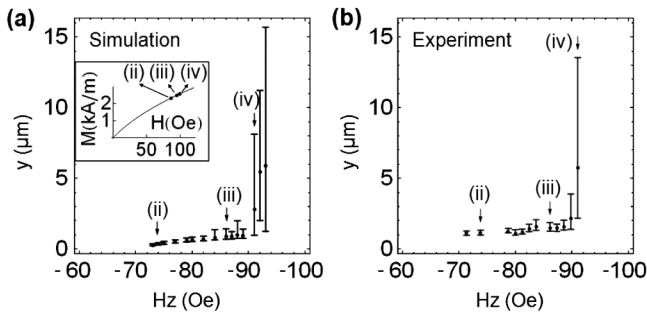 (a)
Simulation
(ii) (iii) (iv)
M(kA/m)
2
1
H(Oe)
50 100
(ii)
(iii)
(iv)
y (μm)
15
10
5
0
-60 -70 -80 -90 -100
Hz (Oe)
(b)
Experiment
(iv)
(ii)
(iii)
y (μm)
15
10
5
0
-60 -70 -80 -90 -100
Hz (Oe)